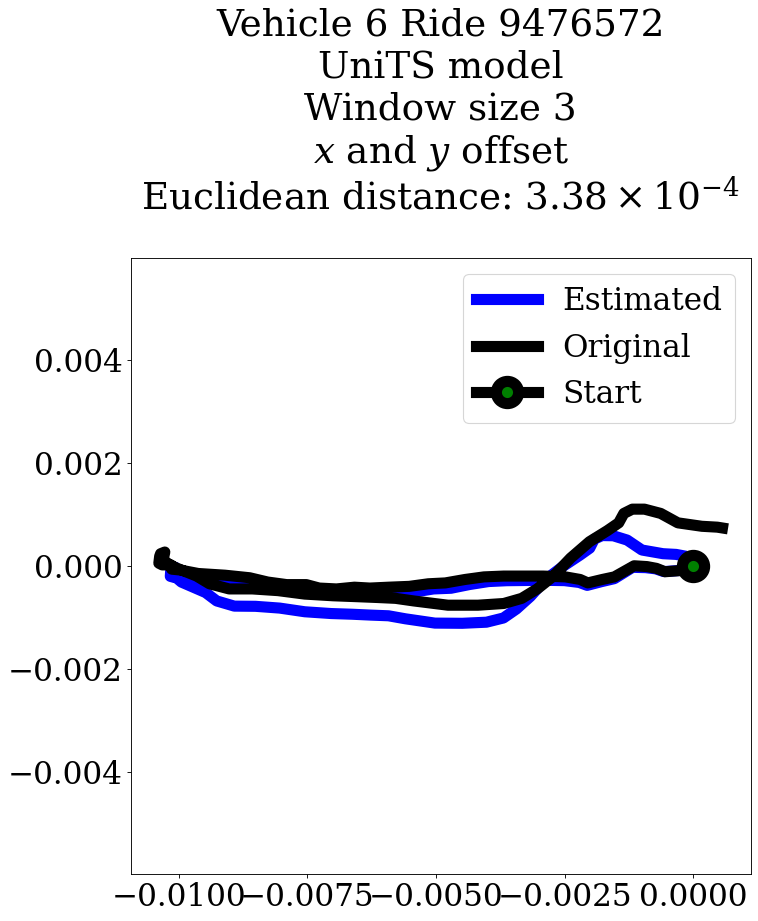 Vehicle 6 Ride 9476572
UniTS model
Window size 3
x and y offset
Euclidean distance: 3.38 × 10⁻⁴
Estimated
Original
Start
0.004
0.002
0.000
−0.002
−0.004
−0.0100 −0.0075 −0.0050 −0.0025 0.0000